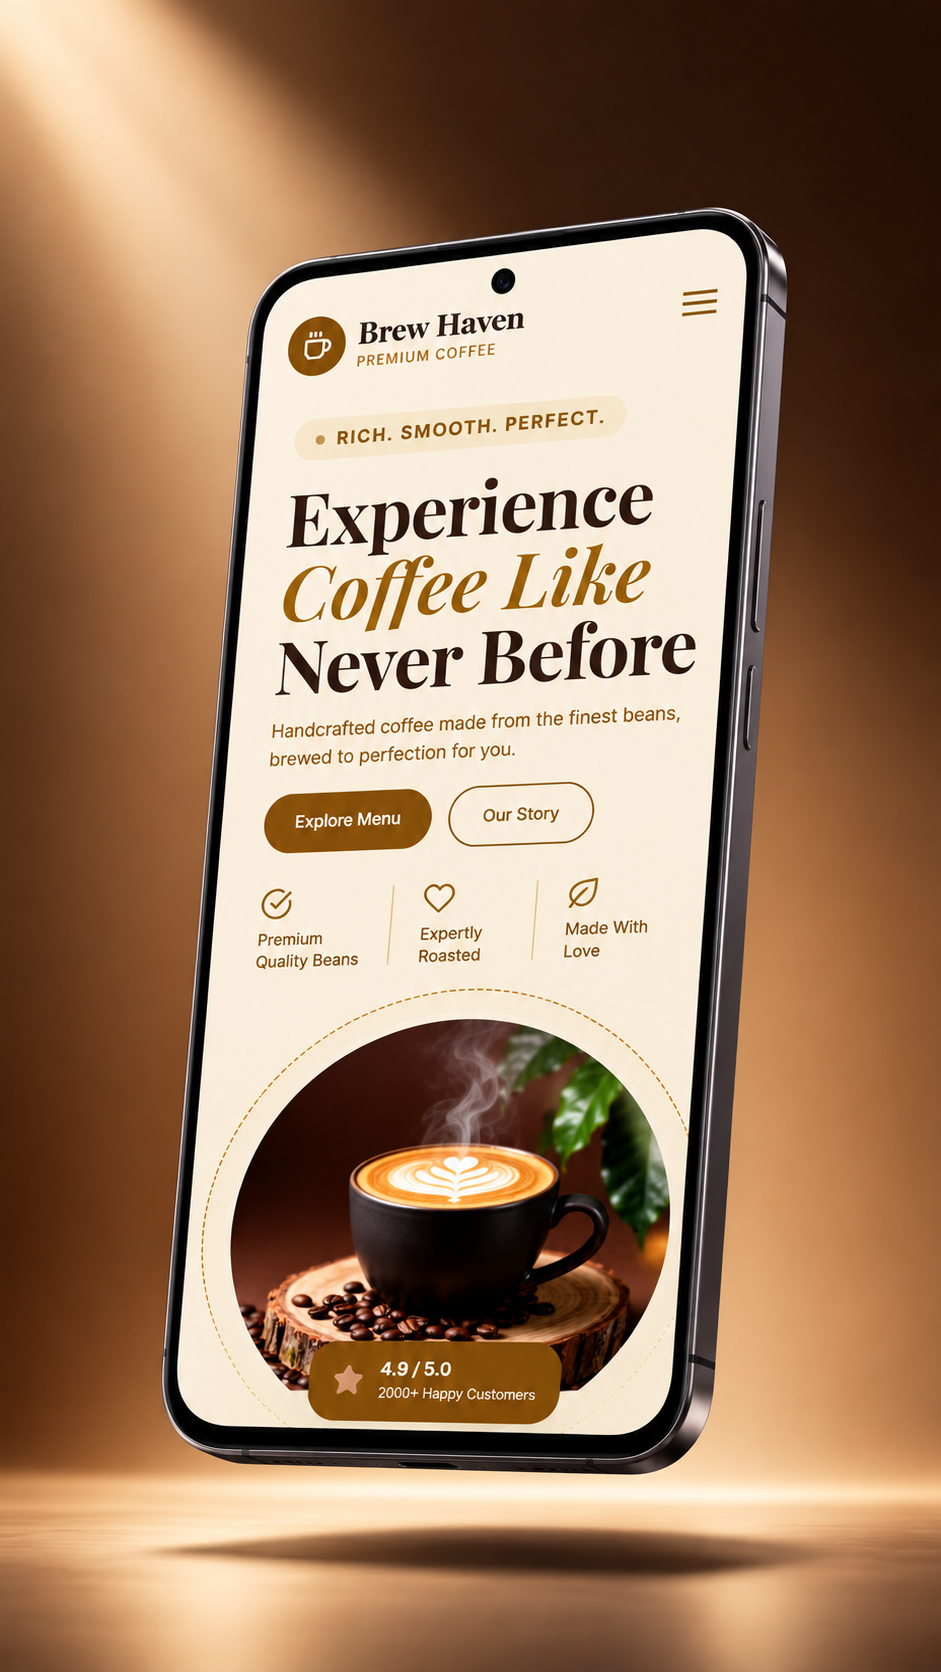 Brew Haven
PREMIUM COFFEE
RICH. SMOOTH. PERFECT.
Experience
Coffee Like
Never Before
Handcrafted coffee made from the finest beans,
brewed to perfection for you.
Explore Menu
Our Story
Premium
Quality Beans
Expertly
Roasted
Made With
Love
4.9 / 5.0
2000+ Happy Customers